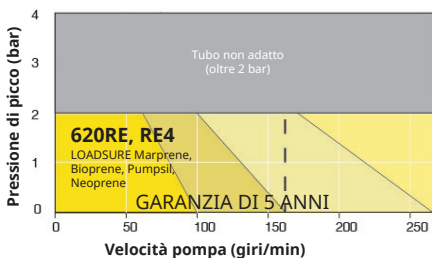 4
3
2
1
0
Pressione di picco (bar)
Tubo non adatto
(oltre 2 bar)
620RE, RE4
LOADSURE Marprene,
Bioprene, Pumpsil,
Neoprene
GARANZIA DI 5 ANNI
0 50 100 150 200 250
Velocità pompa (giri/min)